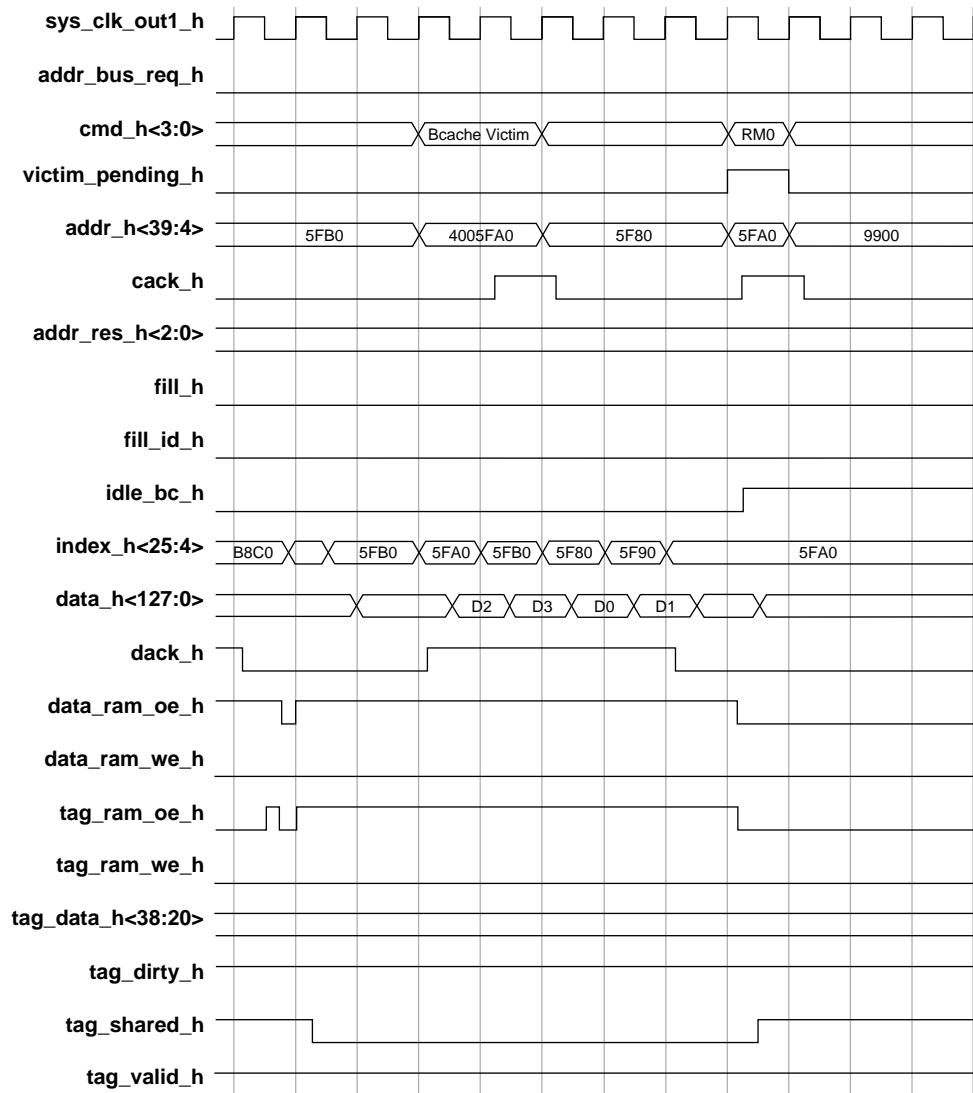 sys_clk_out1_h
addr_bus_req_h
cmd_h<3:0> Bcache Victim RM0
victim_pending_h
addr_h<39:4> 5FB0 4005FA0 5F80 5FA0 9900
cack_h
addr_res_h<2:0>
fill_h
fill_id_h
idle_bc_h
index_h<25:4> B8C0 5FB0 5FA0 5FB0 5F80 5F90 5FA0
data_h<127:0> D2 D3 D0 D1
dack_h
data_ram_oe_h
data_ram_we_h
tag_ram_oe_h
tag_ram_we_h
tag_data_h<38:20>
tag_dirty_h
tag_shared_h
tag_valid_h